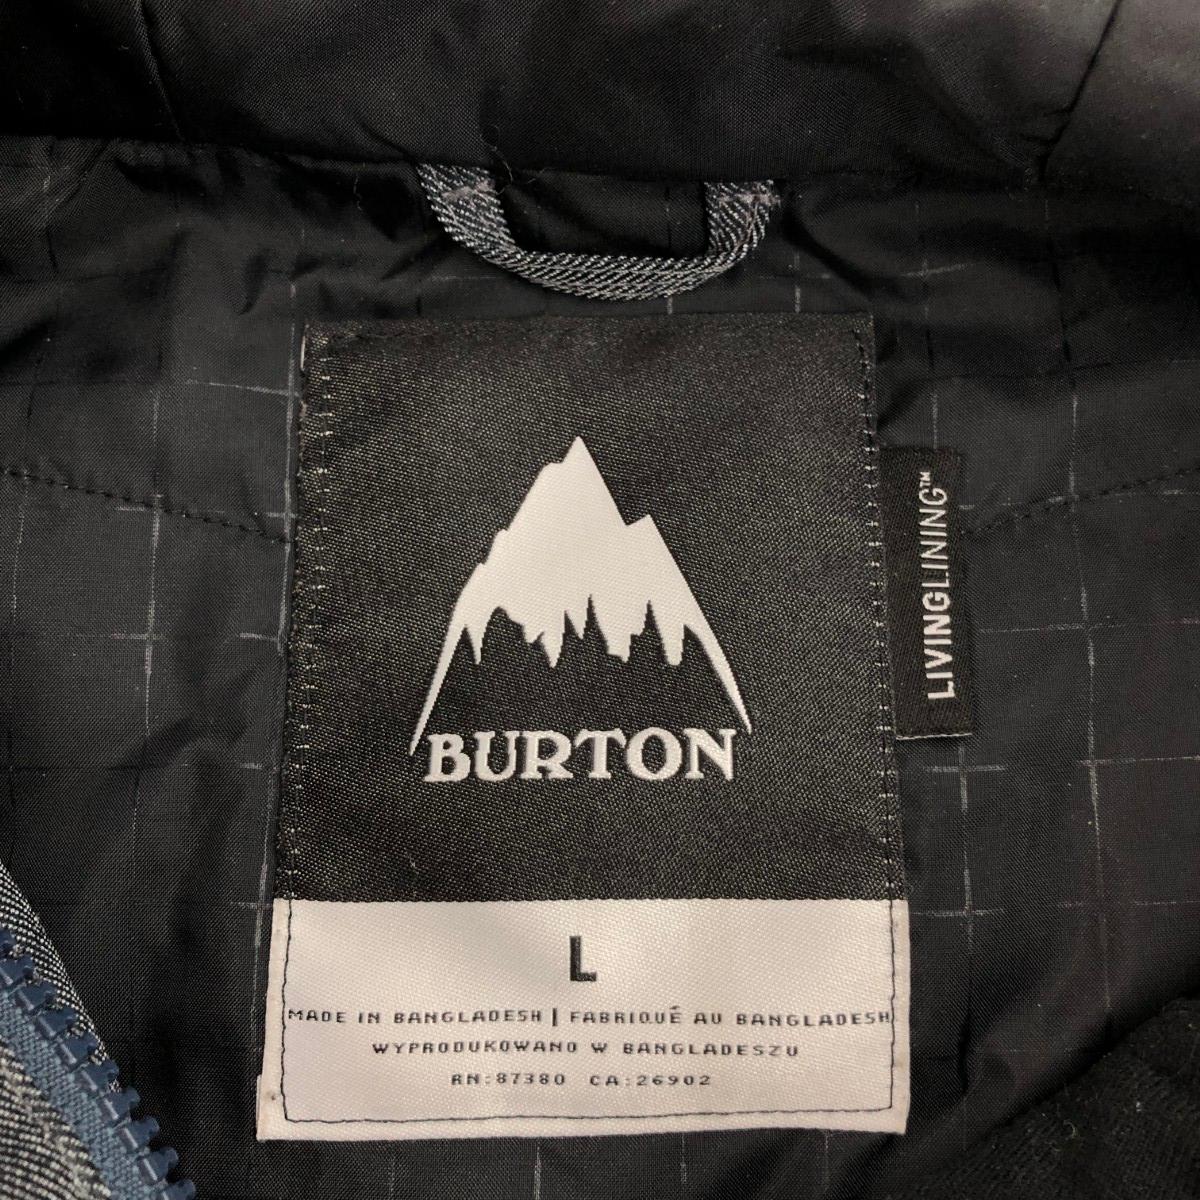 BURTON
LIVINGLINING™
L
MADE IN BANGLADESH | FABRIQUÉ AU BANGLADESH
WYPRODUKOWANO W BANGLADESZU
RN:87380 CA:26902